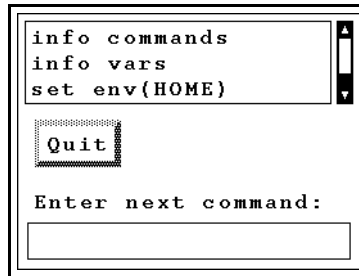 info commands
info vars
set env(HOME)
Quit
Enter next command: